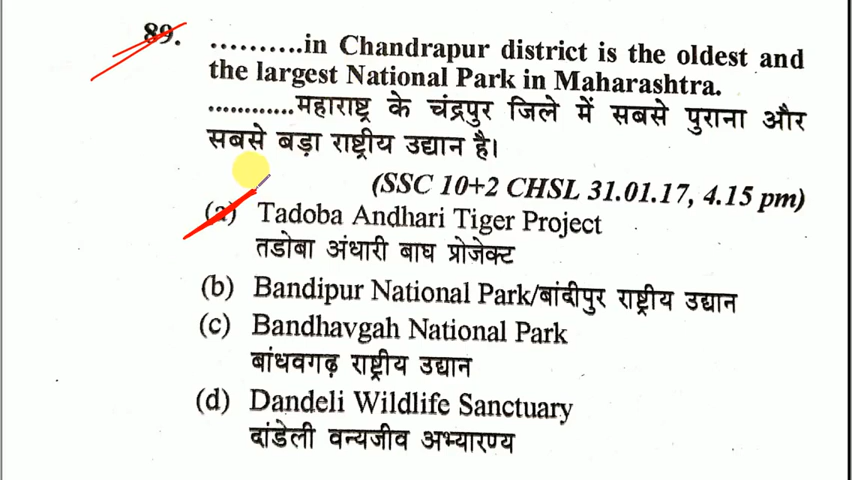 89. ..........in Chandrapur district is the oldest and
the largest National Park in Maharashtra.
............महाराष्ट्र के चंद्रपुर जिले में सबसे पुराना और
सबसे बड़ा राष्ट्रीय उद्यान है।
(SSC 10+2 CHSL 31.01.17, 4.15 pm)
(a) Tadoba Andhari Tiger Project
तडोबा अंधारी बाघ प्रोजेक्ट
(b) Bandipur National Park/बांदीपुर राष्ट्रीय उद्यान
(c) Bandhavgah National Park
बांधवगढ़ राष्ट्रीय उद्यान
(d) Dandeli Wildlife Sanctuary
दांडेली वन्यजीव अभ्यारण्य